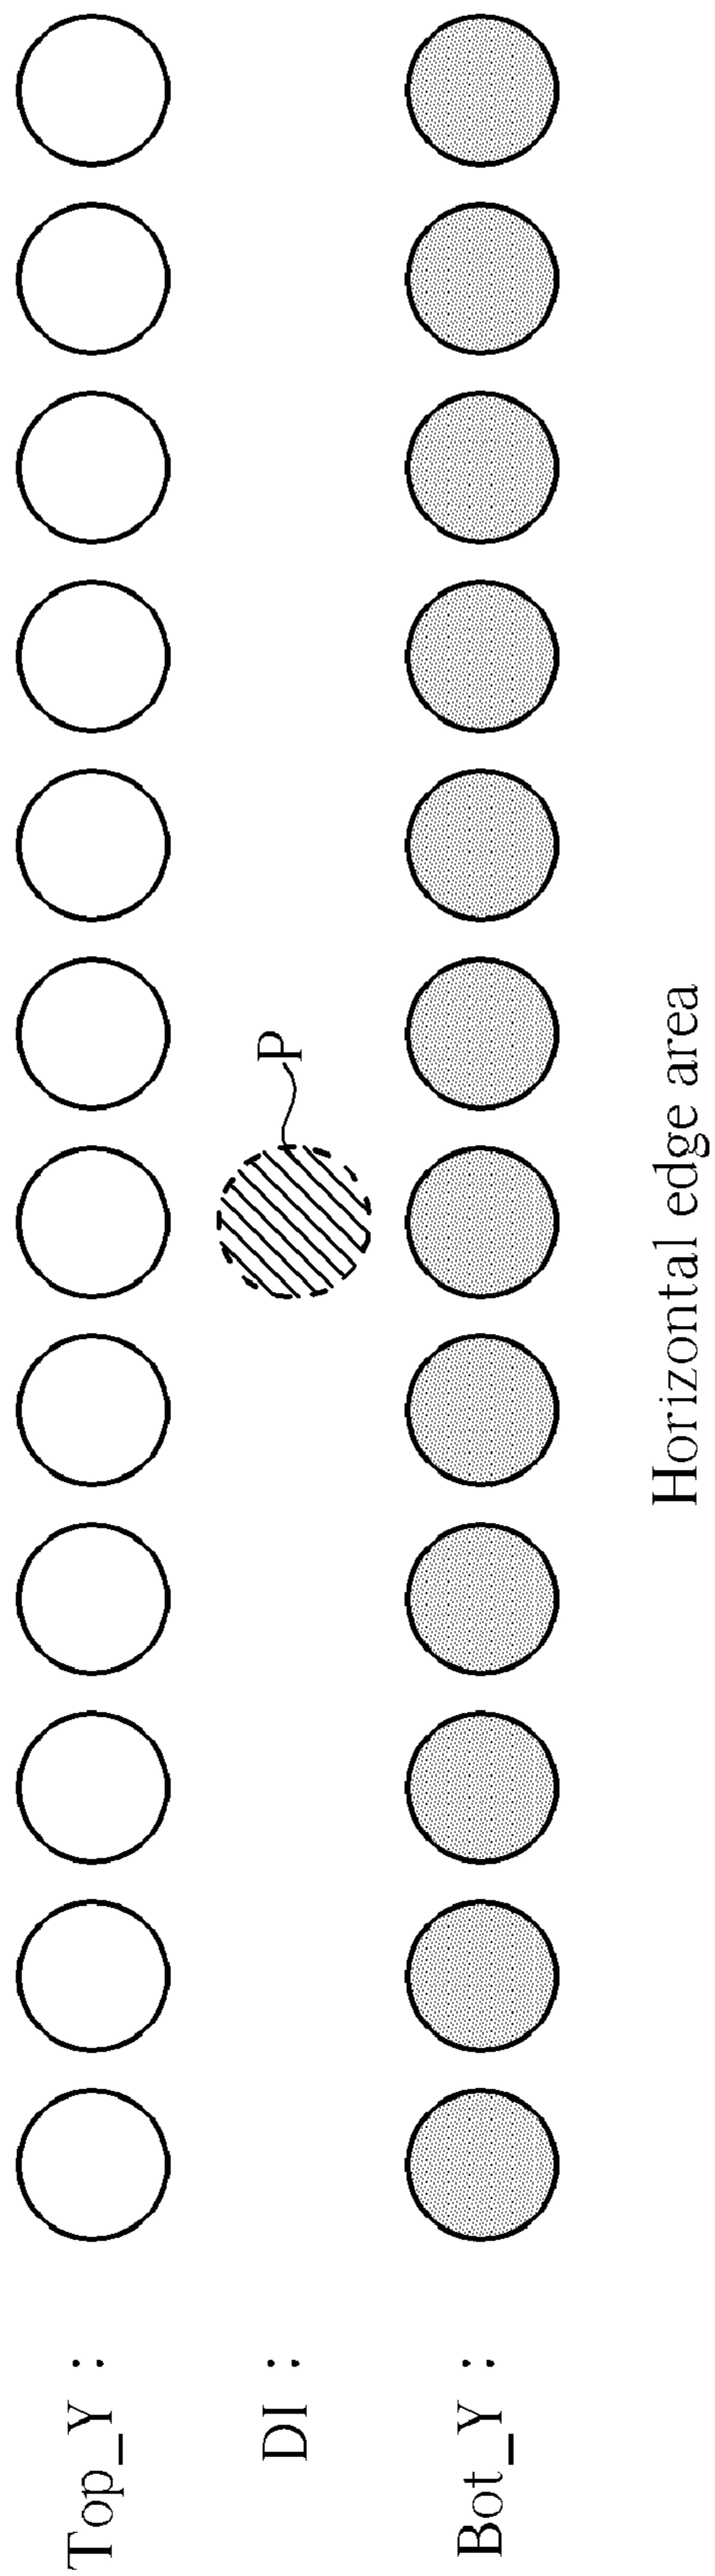 Top_Y :
DI : P
Bot_Y :
Horizontal edge area